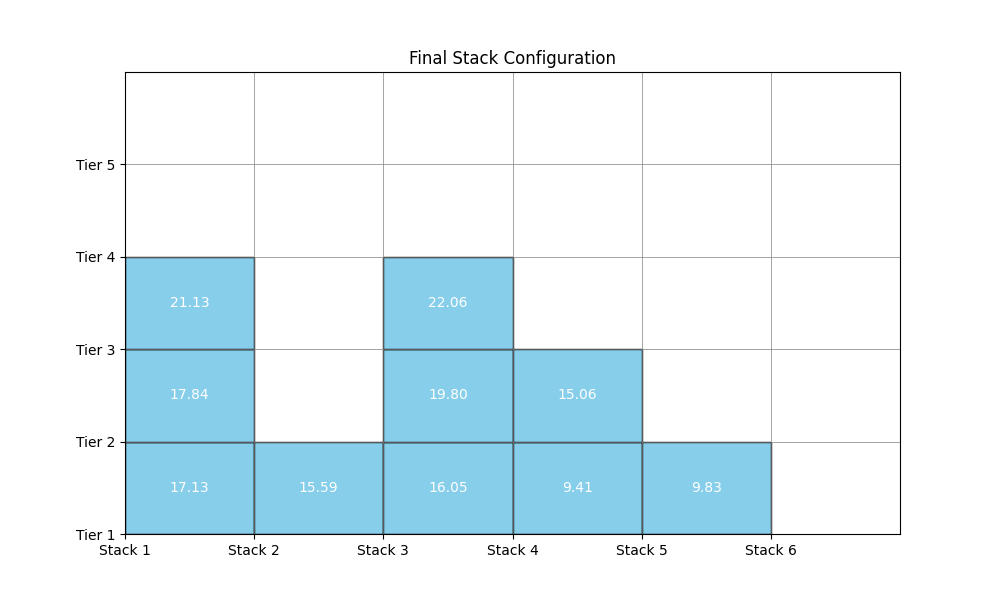 Final Stack Configuration
Tier 5
Tier 4
21.13 22.06
Tier 3
17.84 19.80 15.06
Tier 2
17.13 15.59 16.05 9.41 9.83
Tier 1
Stack 1 Stack 2 Stack 3 Stack 4 Stack 5 Stack 6